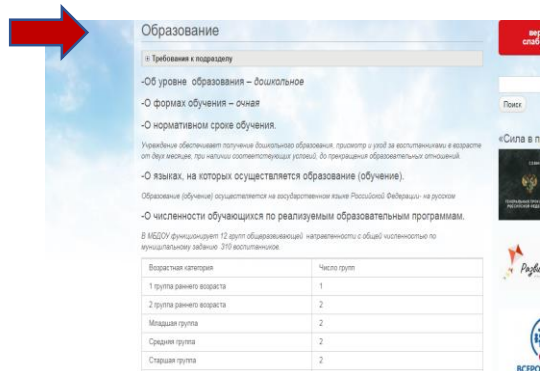 Образование
Требования к подразделу
-Об уровне образования – дошкольное
-О формах обучения – очная
-О нормативном сроке обучения.
Учреждение обеспечивает получение дошкольного образования, присмотр и уход за воспитанниками в возрасте
от двух месяцев, при наличии соответствующих условий, до прекращения образовательных отношений.
-О языках, на которых осуществляется образование (обучение).
Образование (обучение) осуществляется на государственном языке Российской Федерации- на русском
-О численности обучающихся по реализуемым образовательным программам.
В МБДОУ функционирует 12 групп общеразвивающей направленности с общей численностью по
муниципальному заданию 310 воспитанников.
Возрастная категория Число групп
1 группа раннего возраста 1
2 группа раннего возраста 2
Младшая группа 2
Средняя группа 2
Старшая группа 2
вер
слаб
Поиск
«Сила в п
Разви
ВСЕРО